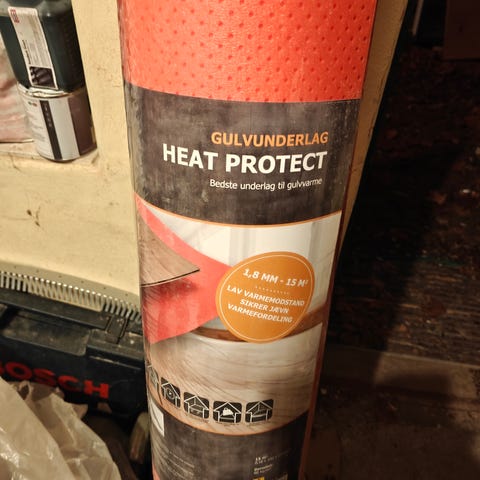 GULVUNDERLAG
HEAT PROTECT
Bedste underlag til gulvvarme
1,8 MM - 15 M²
LAV VARMEMODSTAND
SIKRER JÆVN
VARMEFORDELING
BOSCH